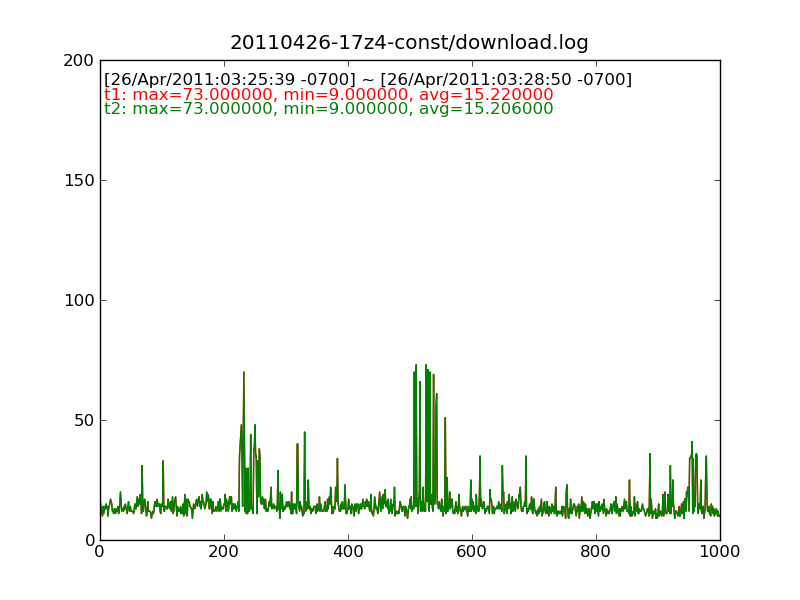 20110426-17z4-const/download.log
200
[26/Apr/2011:03:25:39 -0700] ~ [26/Apr/2011:03:28:50 -0700]
t1: max=73.000000, min=9.000000, avg=15.220000
t2: max=73.000000, min=9.000000, avg=15.206000
150
100
50
0
0 200 400 600 800 1000